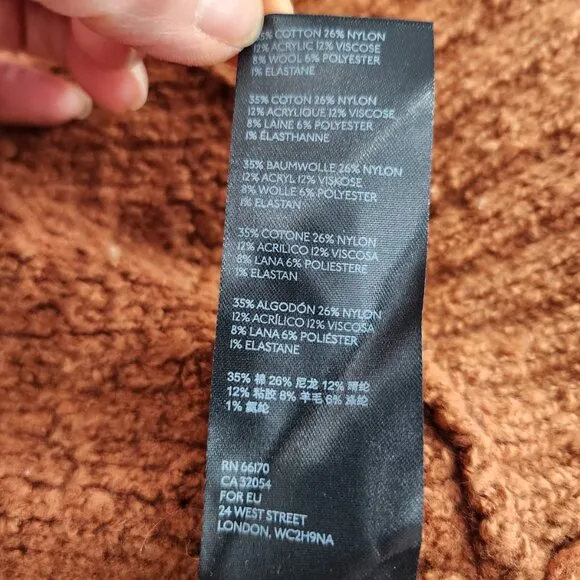 35% COTTON 26% NYLON
12% ACRYLIC 12% VISCOSE
8% WOOL 6% POLYESTER
1% ELASTANE
35% COTON 26% NYLON
12% ACRYLIQUE 12% VISCOSE
8% LAINE 6% POLYESTER
1% ÉLASTHANNE
35% BAUMWOLLE 26% NYLON
12% ACRYL 12% VISKOSE
8% WOLLE 6% POLYESTER
1% ELASTAN
35% COTONE 26% NYLON
12% ACRILICO 12% VISCOSA
8% LANA 6% POLIESTERE
1% ELASTAN
35% ALGODÓN 26% NYLON
12% ACRÍLICO 12% VISCOSA
8% LANA 6% POLIÉSTER
1% ELASTANE
35% 棉 26% 尼龙 12% 腈纶
12% 粘胶 8% 羊毛 6% 涤纶
1% 氨纶
RN 66170
CA 32054
FOR EU
24 WEST STREET
LONDON, WC2H9NA